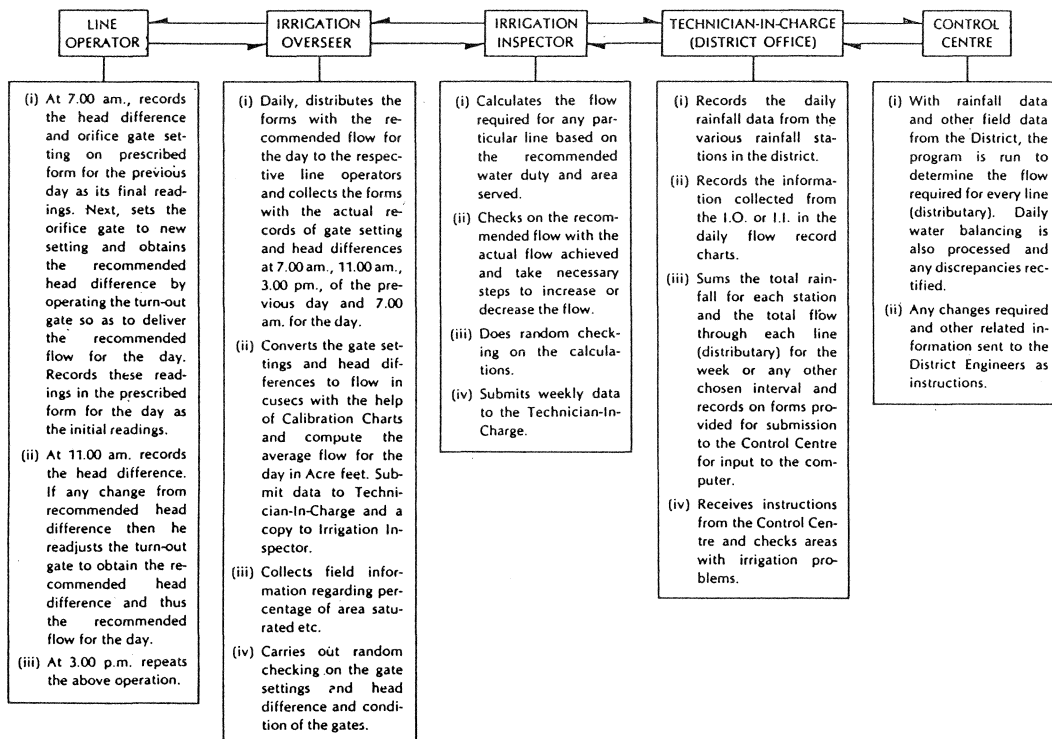 LINE
OPERATOR
IRRIGATION
OVERSEER
IRRIGATION
INSPECTOR
TECHNICIAN-IN-CHARGE
(DISTRICT OFFICE)
CONTROL
CENTRE
(i) At 7.00 am., records
the head difference
and orifice gate set-
ting on prescribed
form for the previous
day as its final read-
ings. Next, sets the
orifice gate to new
setting and obtains
the recommended
head difference by
operating the turn-out
gate so as to deliver
the recommended
flow for the day.
Records these read-
ings in the prescribed
form for the day as
the initial readings.
(ii) At 11.00 am. records
the head difference.
If any change from
recommended head
difference then he
readjusts the turn-out
gate to obtain the re-
commended head
difference and thus
the recommended
flow for the day.
(iii) At 3.00 p.m. repeats
the above operation.
(i) Daily, distributes the
forms with the re-
commended flow for
the day to the respec-
tive line operators
and collects the forms
with the actual re-
cords of gate setting
and head differences
at 7.00 am., 11.00 am.,
3.00 pm., of the pre-
vious day and 7.00
am. for the day.
(ii) Converts the gate set-
tings and head dif-
ferences to flow in
cusecs with the help
of Calibration Charts
and compute the
average flow for the
day in Acre feet. Sub-
mit data to Techni-
cian-In-Charge and a
copy to Irrigation In-
spector.
(iii) Collects field infor-
mation regarding per-
centage of area satu-
rated etc.
(iv) Carries out random
checking on the gate
settings and head
difference and condi-
tion of the gates.
(i) Calculates the flow
required for any par-
ticular line based on
the recommended
water duty and area
served.
(ii) Checks on the recom-
mended flow with the
actual flow achieved
and take necessary
steps to increase or
decrease the flow.
(iii) Does random check-
ing on the calcula-
tions.
(iv) Submits weekly data
to the Technician-In-
Charge.
(i) Records the daily
rainfall data from the
various rainfall sta-
tions in the district.
(ii) Records the informa-
tion collected from
the I.O. or I.I. in the
daily flow record
charts.
(iii) Sums the total rain-
fall for each station
and the total flow
through each line
(distributary) for the
week or any other
chosen interval and
records on forms pro-
vided for submission
to the Control Centre
for input to the com-
puter.
(iv) Receives instructions
from the Control Cen-
tre and checks areas
with irrigation pro-
blems.
(i) With rainfall data
and other field data
from the District, the
program is run to
determine the flow
required for every line
(distributary). Daily
water balancing is
also processed and
any discrepancies rec-
tified.
(ii) Any changes required
and other related in-
formation sent to the
District Engineers as
instructions.